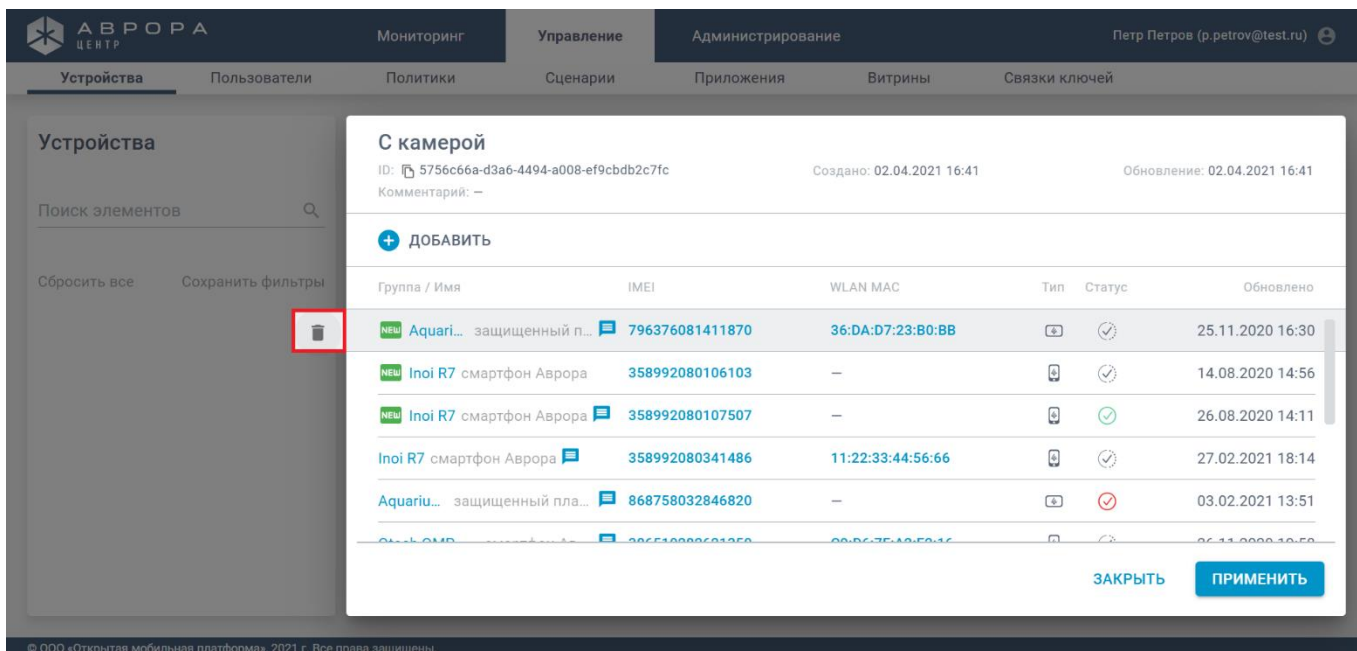 АВРОРА
ЦЕНТР
Мониторинг Управление Администрирование Петр Петров (p.petrov@test.ru)
Устройства Пользователи Политики Сценарии Приложения Витрины Связки ключей
Устройства
Поиск элементов
Сбросить все Сохранить фильтры
С камерой
ID: 5756c66a-d3a6-4494-a008-ef9cbdb2c7fc Создано: 02.04.2021 16:41 Обновление: 02.04.2021 16:41
Комментарий: —
ДОБАВИТЬ
Группа / Имя IMEI WLAN MAC Тип Статус Обновлено
NEW Aquari... защищенный п... 796376081411870 36:DA:D7:23:B0:BB 25.11.2020 16:30
NEW Inoi R7 смартфон Аврора 358992080106103 — 14.08.2020 14:56
NEW Inoi R7 смартфон Аврора 358992080107507 — 26.08.2020 14:11
Inoi R7 смартфон Аврора 358992080341486 11:22:33:44:56:66 27.02.2021 18:14
Aquariu... защищенный пла... 868758032846820 — 03.02.2021 13:51
ЗАКРЫТЬ ПРИМЕНИТЬ
© ООО «Открытая мобильная платформа», 2021 г. Все права защищены